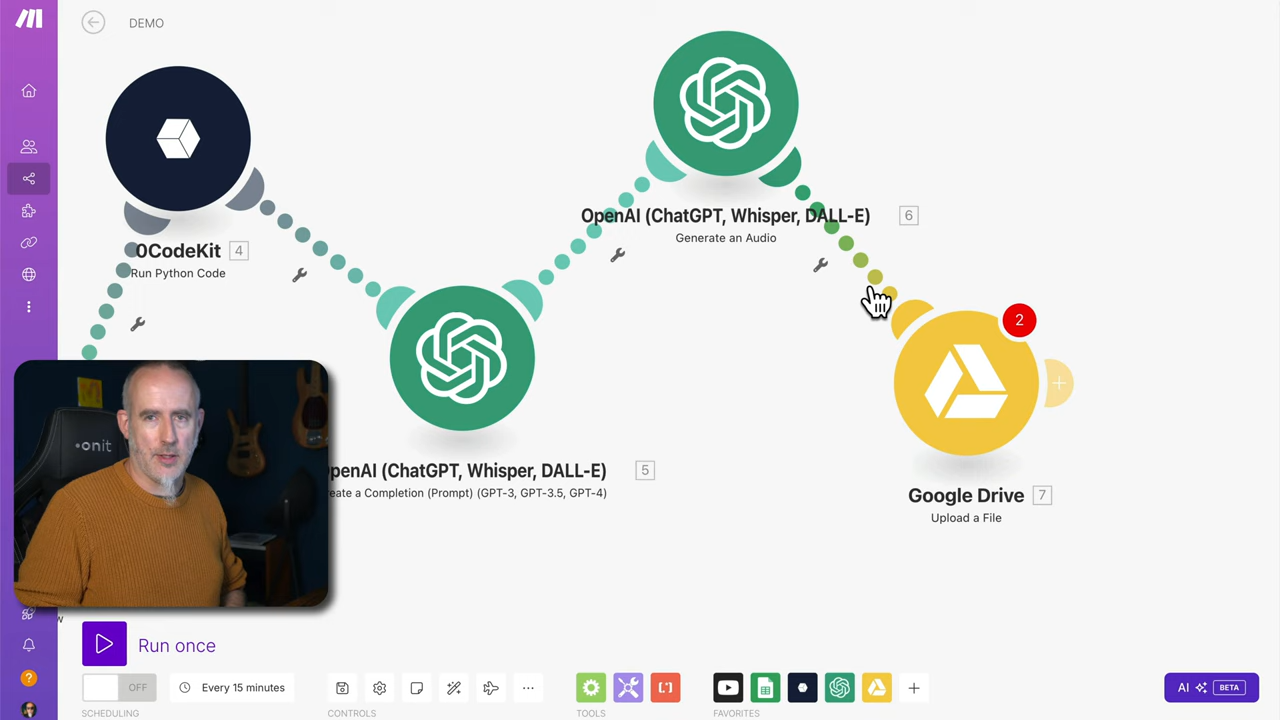 DEMO
OpenAI (ChatGPT, Whisper, DALL-E) 6
Generate an Audio
0CodeKit 4
Run Python Code
2
onit
OpenAI (ChatGPT, Whisper, DALL-E) 5
eate a Completion (Prompt) (GPT-3, GPT-3.5, GPT-4)
Google Drive 7
Upload a File
w
Run once
OFF
Every 15 minutes
AI BETA
SCHEDULING
CONTROLS
TOOLS
FAVORITES